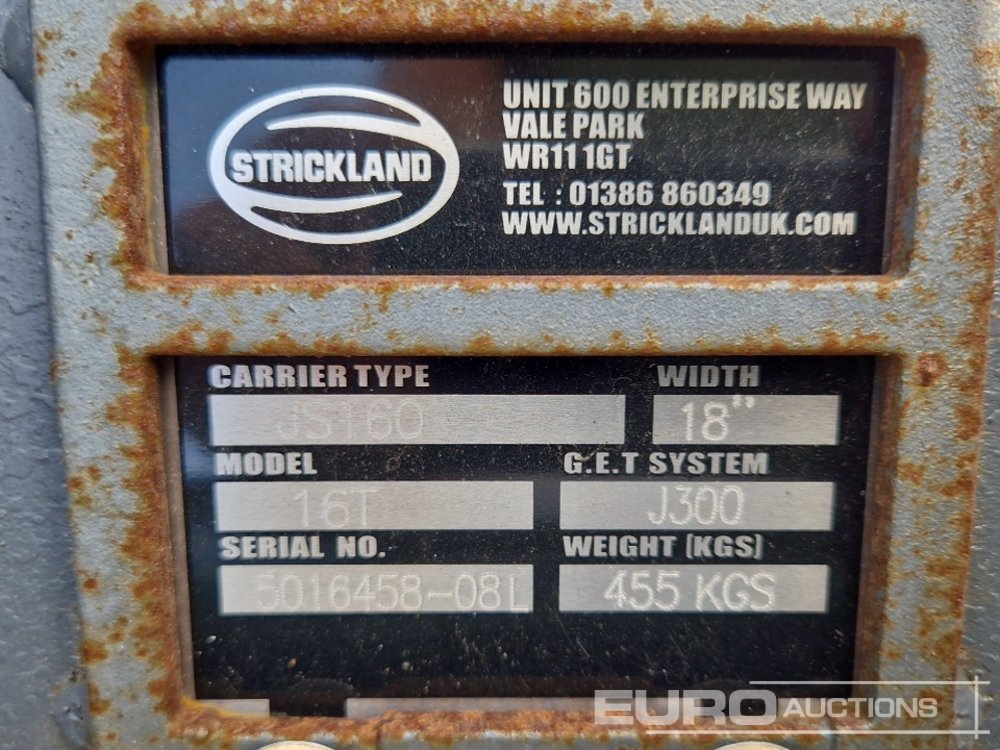 STRICKLAND
UNIT 600 ENTERPRISE WAY
VALE PARK
WR11 1GT
TEL : 01386 860349
WWW.STRICKLANDUK.COM
CARRIER TYPE
JS160
WIDTH
18"
MODEL
16T
G.E.T SYSTEM
J300
SERIAL NO.
5016458-08L
WEIGHT (KGS)
455 KGS
EURO AUCTIONS